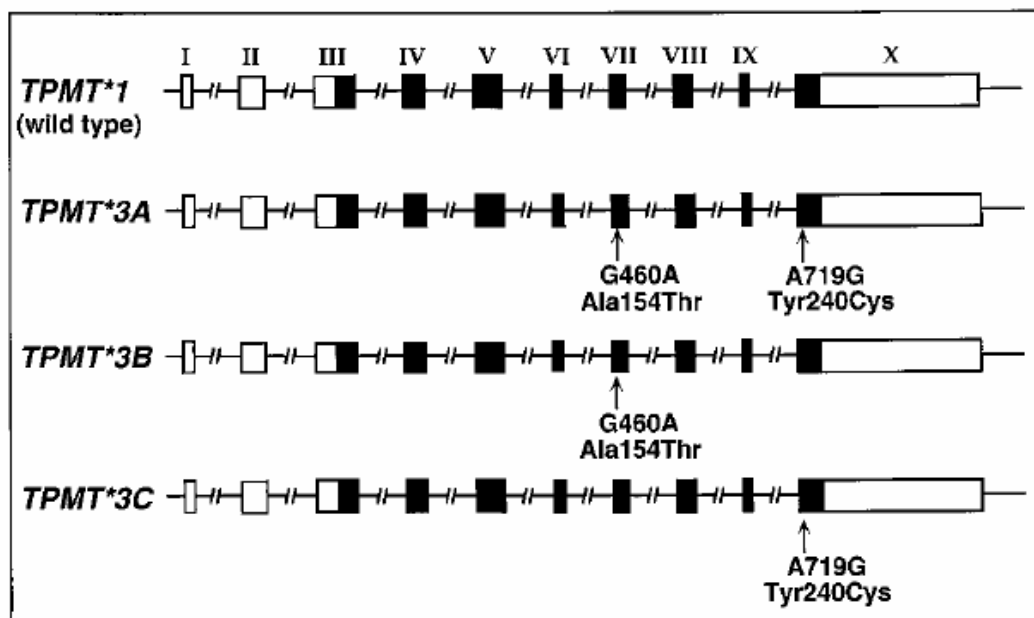 I II III IV V VI VII VIII IX X
TPMT*1
(wild type)
TPMT*3A
G460A
Ala154Thr
A719G
Tyr240Cys
TPMT*3B
G460A
Ala154Thr
TPMT*3C
A719G
Tyr240Cys